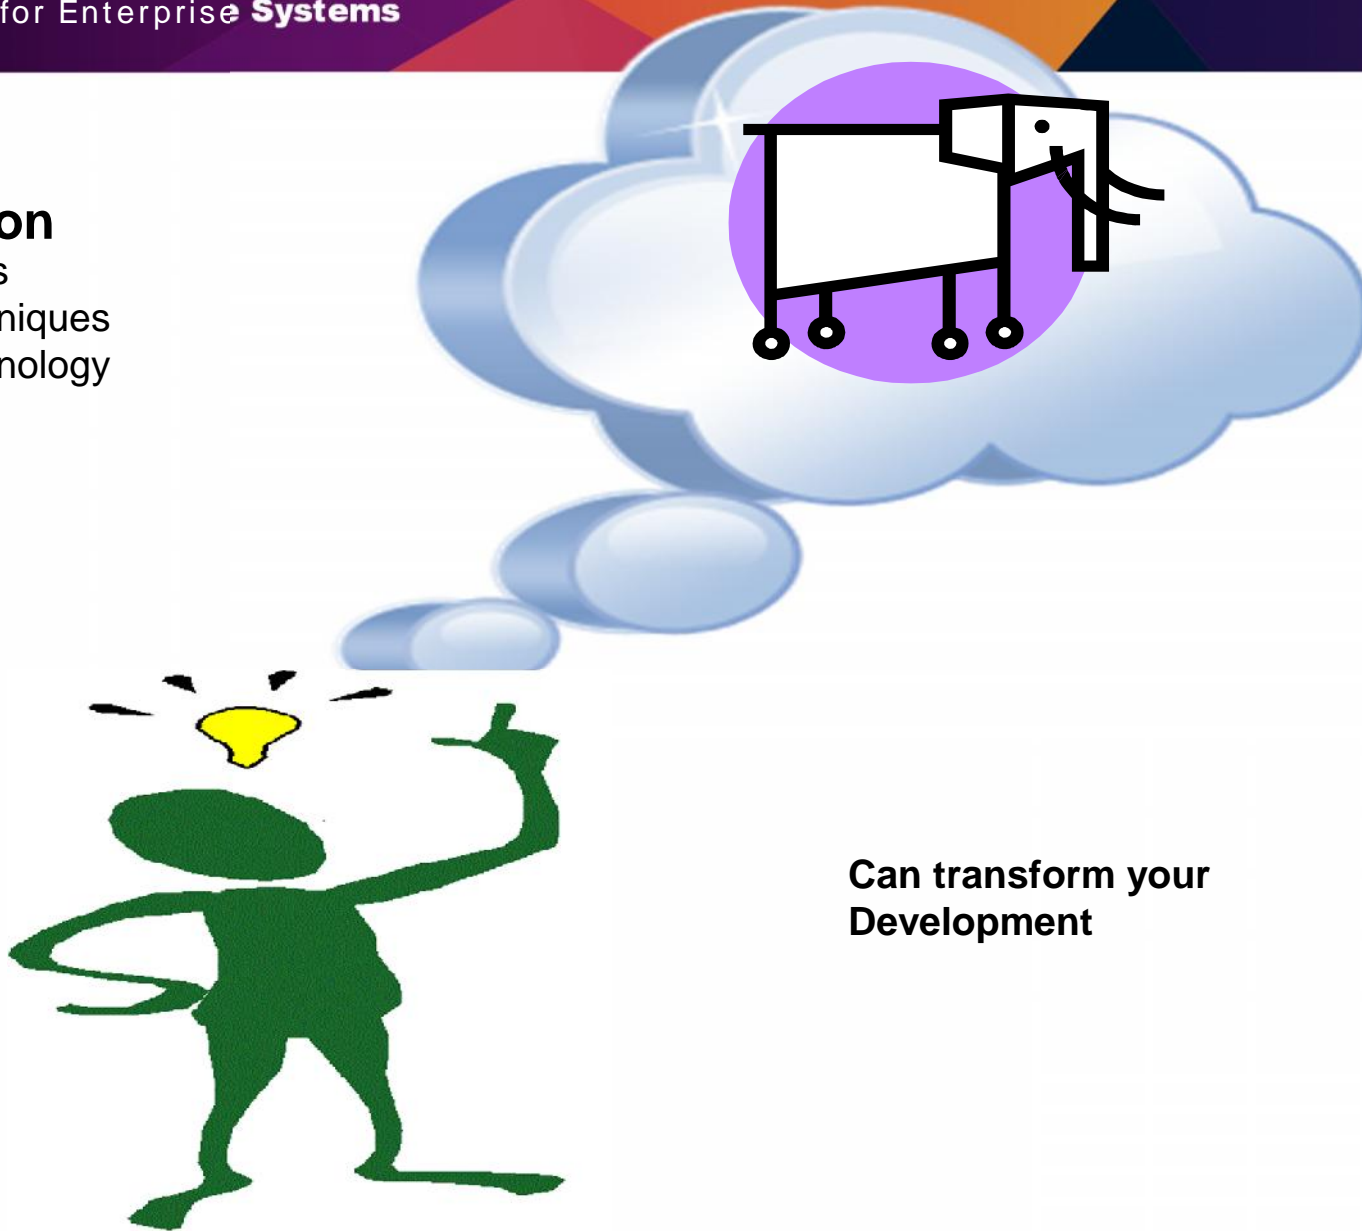 for Enterprise Systems
on
s
niques
nology
Can transform your
Development